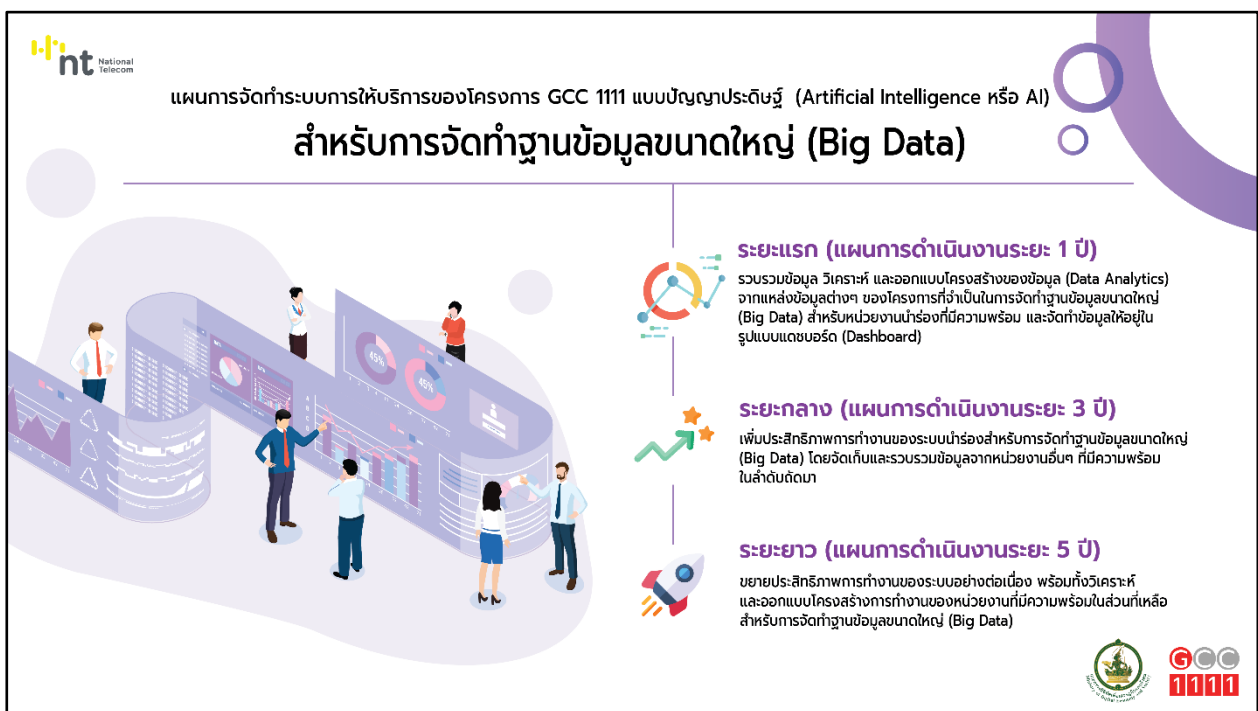 nt National
Telecom
แผนการจัดทำระบบการให้บริการของโครงการ GCC 1111 แบบปัญญาประดิษฐ์ (Artificial Intelligence หรือ AI)
สำหรับการจัดทำฐานข้อมูลขนาดใหญ่ (Big Data)
ระยะแรก (แผนการดำเนินงานระยะ 1 ปี)
รวบรวมข้อมูล วิเคราะห์ และออกแบบโครงสร้างของข้อมูล (Data Analytics)
จากแหล่งข้อมูลต่างๆ ของโครงการที่จำเป็นในการจัดทำฐานข้อมูลขนาดใหญ่
(Big Data) สำหรับหน่วยงานนำร่องที่มีความพร้อม และจัดทำข้อมูลให้อยู่ใน
รูปแบบแดชบอร์ด (Dashboard)
45%
45%
ระยะกลาง (แผนการดำเนินงานระยะ 3 ปี)
เพิ่มประสิทธิภาพการทำงานของระบบนำร่องสำหรับการจัดทำฐานข้อมูลขนาดใหญ่
(Big Data) โดยจัดเก็บและรวบรวมข้อมูลจากหน่วยงานอื่นๆ ที่มีความพร้อม
ในลำดับถัดมา
ระยะยาว (แผนการดำเนินงานระยะ 5 ปี)
ขยายประสิทธิภาพการทำงานของระบบอย่างต่อเนื่อง พร้อมทั้งวิเคราะห์
และออกแบบโครงสร้างการทำงานของหน่วยงานที่มีความพร้อมในส่วนที่เหลือ
สำหรับการจัดทำฐานข้อมูลขนาดใหญ่ (Big Data)
GCC
1111